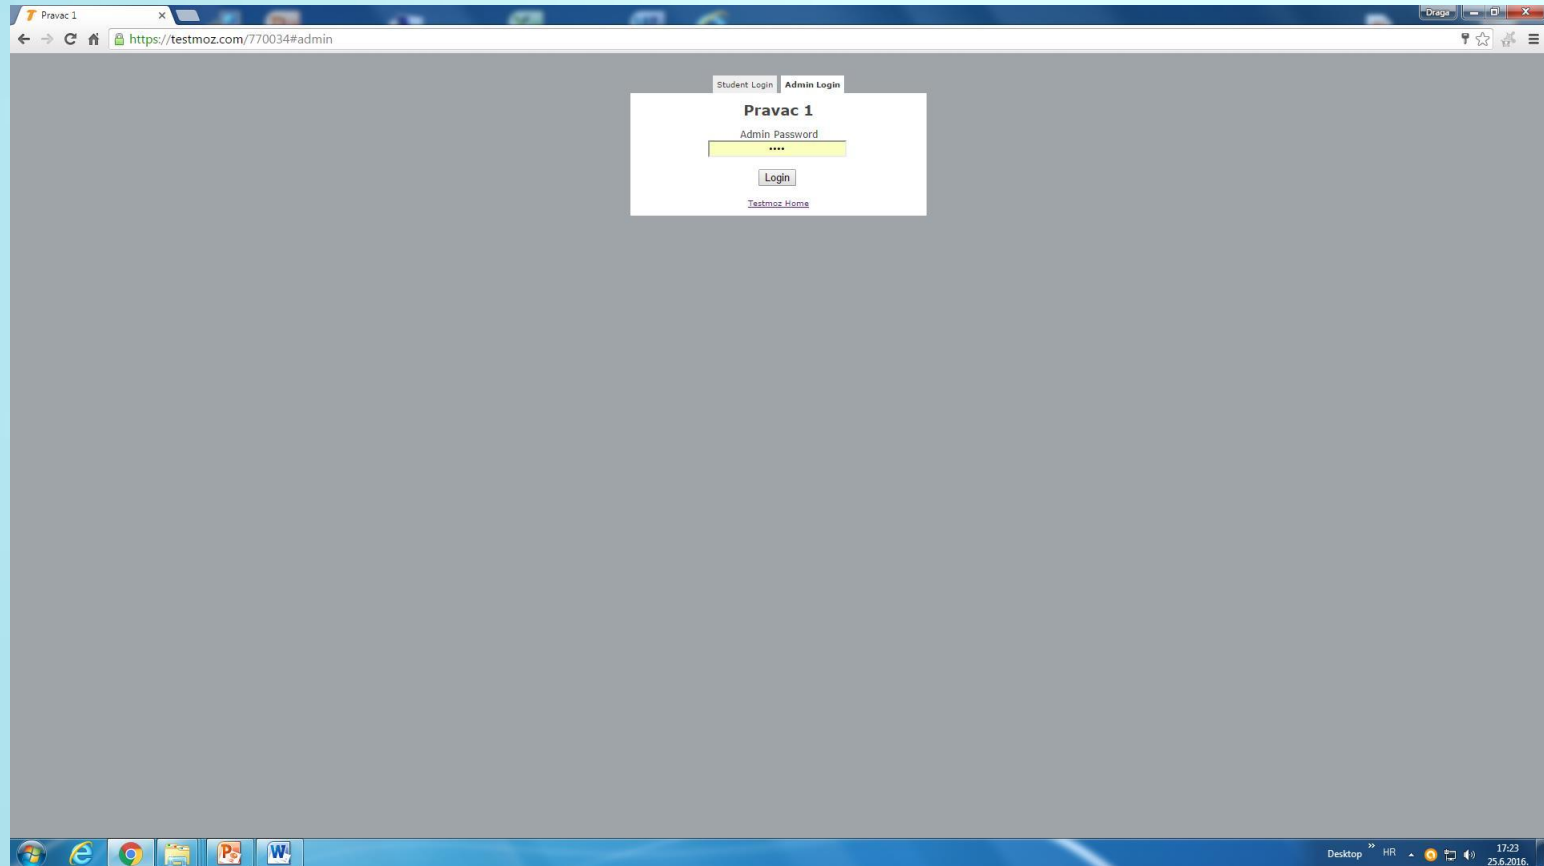 Pravac 1
Draga
https://testmoz.com/770034#admin
Student Login Admin Login
Pravac 1
Admin Password
••••
Login
Testmoz Home
Desktop » HR 17:23
25.6.2016.